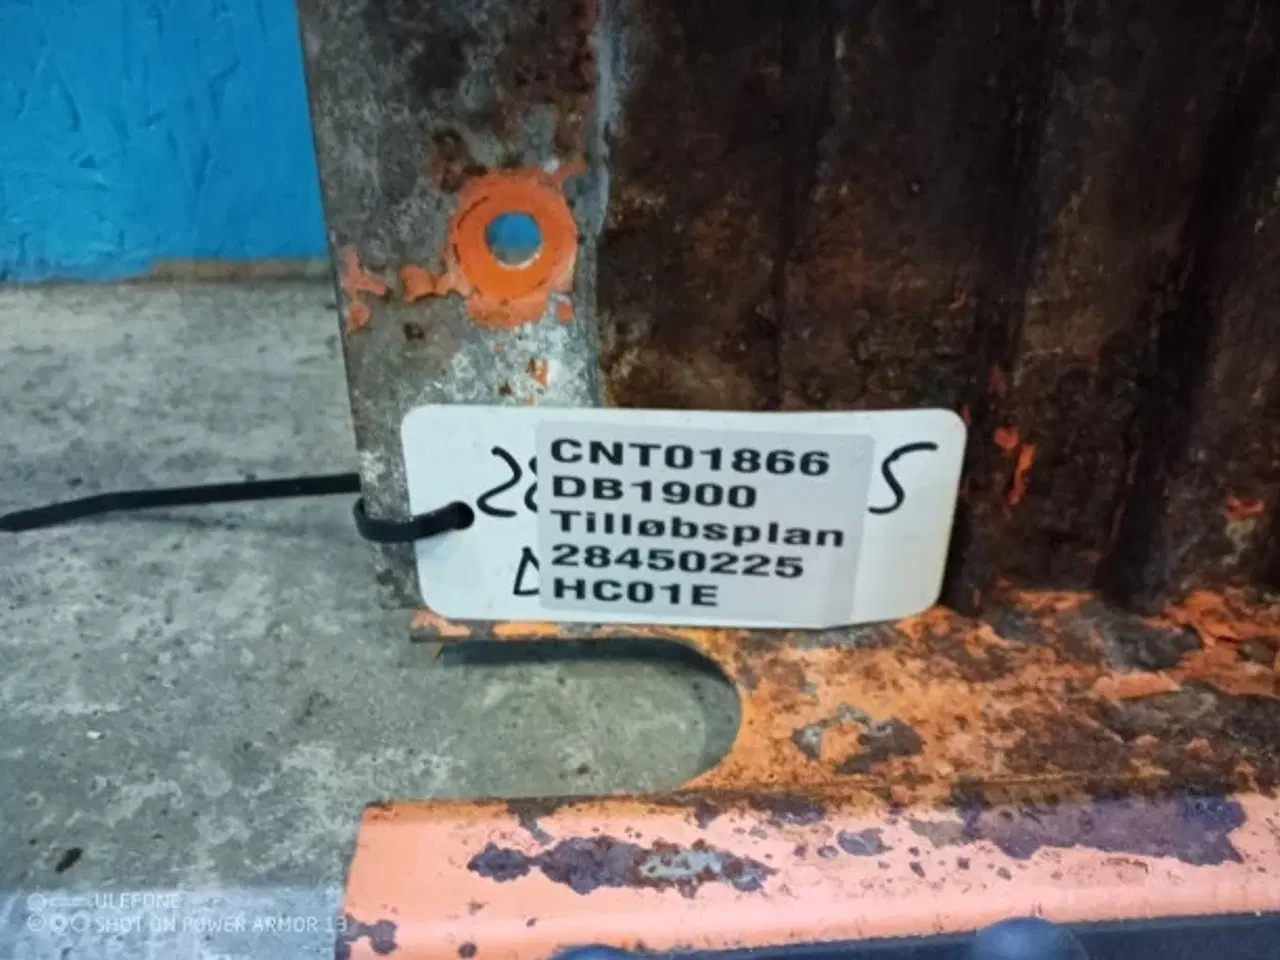 CNT01866
DB1900
Tilløbsplan
28450225
HC01E
ULEFONE
SHOT ON POWER ARMOR 13